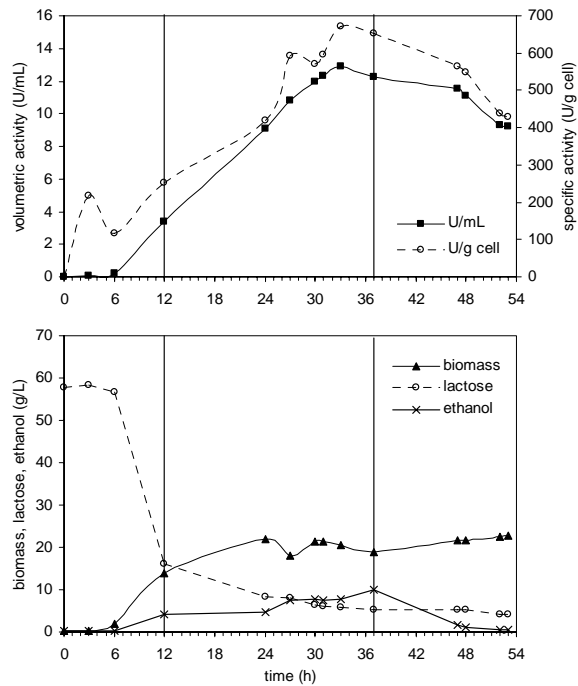 16
14
12
10
8
6
4
2
0
volumetric activity (U/mL)
700
600
500
400
300
200
100
0
specific activity (U/g cell)
U/mL
U/g cell
0 6 12 18 24 30 36 42 48 54
70
60
50
40
30
20
10
0
biomass, lactose, ethanol (g/L)
biomass
lactose
ethanol
0 6 12 18 24 30 36 42 48 54
time (h)